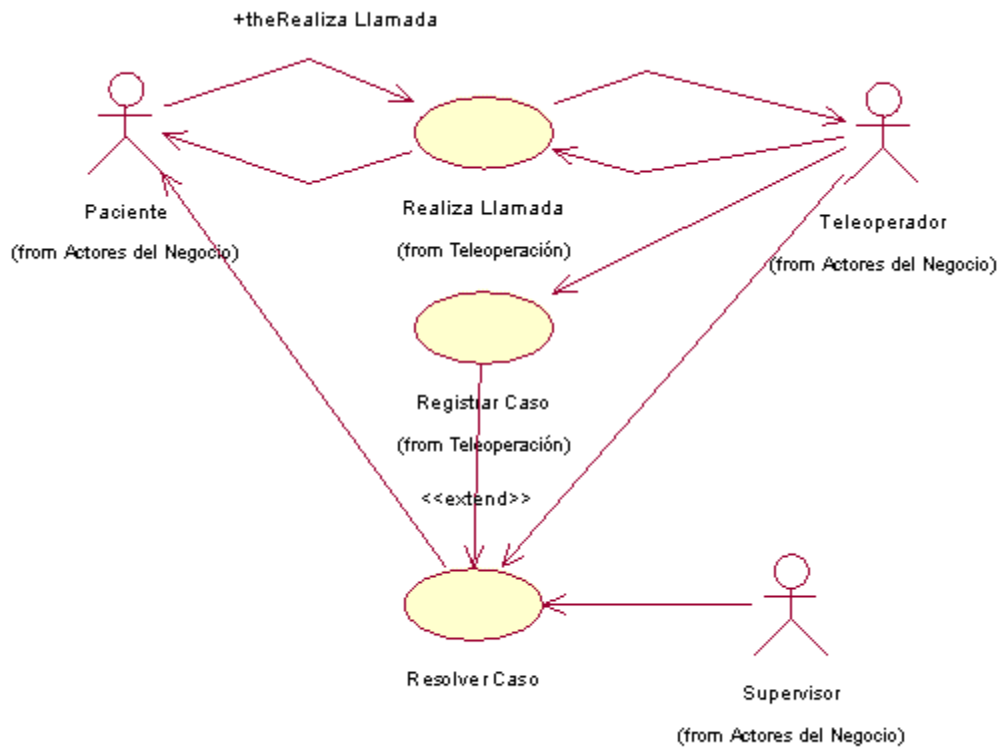 +theRealiza Llamada
Paciente
(from Actores del Negocio)
Realiza Llamada
(from Teleoperación)
Teleoperador
(from Actores del Negocio)
Registrar Caso
(from Teleoperación)
<<extend>>
Resolver Caso
Supervisor
(from Actores del Negocio)